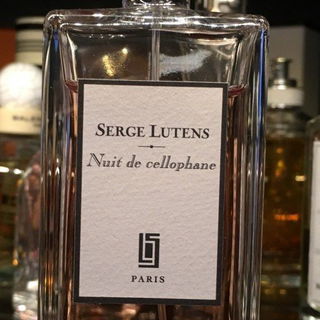 SERGE LUTENS
Nuit de cellophane
PARIS